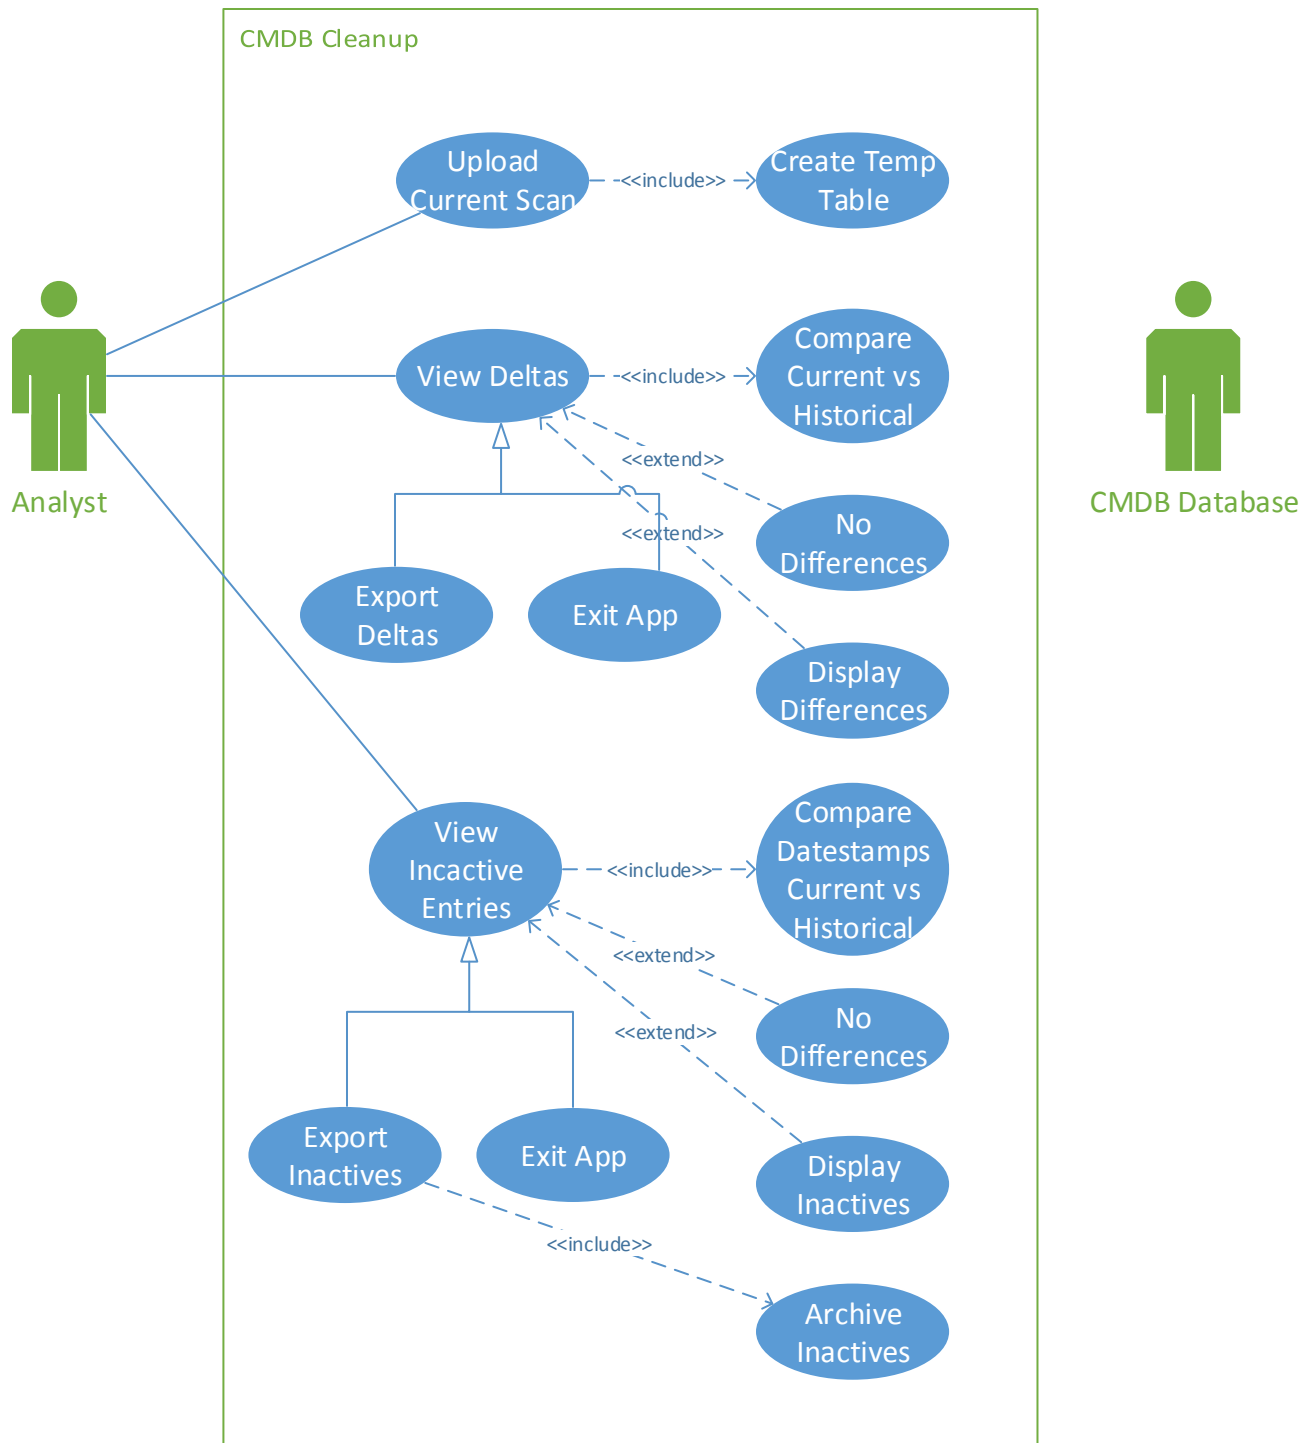 CMDB Cleanup
Upload
Current Scan
<<include>>
Create Temp
Table
Analyst
View Deltas
<<include>>
Compare
Current vs
Historical
CMDB Database
<<extend>>
No
Differences
<<extend>>
Export
Deltas
Exit App
Display
Differences
View
Incactive
Entries
<<include>>
Compare
Datestamps
Current vs
Historical
<<extend>>
No
Differences
<<extend>>
Export
Inactives
Exit App
Display
Inactives
<<include>>
Archive
Inactives